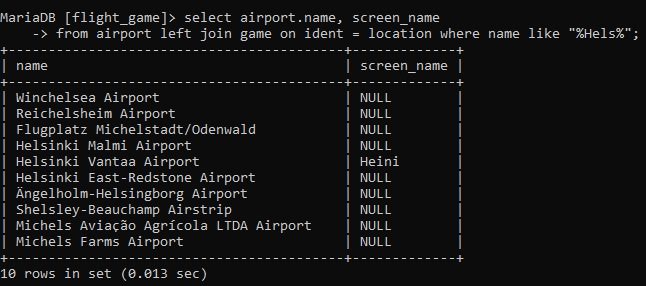 MariaDB [flight_game]> select airport.name, screen_name
    -> from airport left join game on ident = location where name like "%Hels%";
+------------------------------------------+-------------+
| name                                     | screen_name |
+------------------------------------------+-------------+
| Winchelsea Airport                       | NULL        |
| Reichelsheim Airport                     | NULL        |
| Flugplatz Michelstadt/Odenwald           | NULL        |
| Helsinki Malmi Airport                   | NULL        |
| Helsinki Vantaa Airport                  | Heini       |
| Helsinki East-Redstone Airport           | NULL        |
| Ängelholm-Helsingborg Airport            | NULL        |
| Shelsley-Beauchamp Airstrip              | NULL        |
| Michels Aviação Agrícola LTDA Airport    | NULL        |
| Michels Farms Airport                    | NULL        |
+------------------------------------------+-------------+
10 rows in set (0.013 sec)